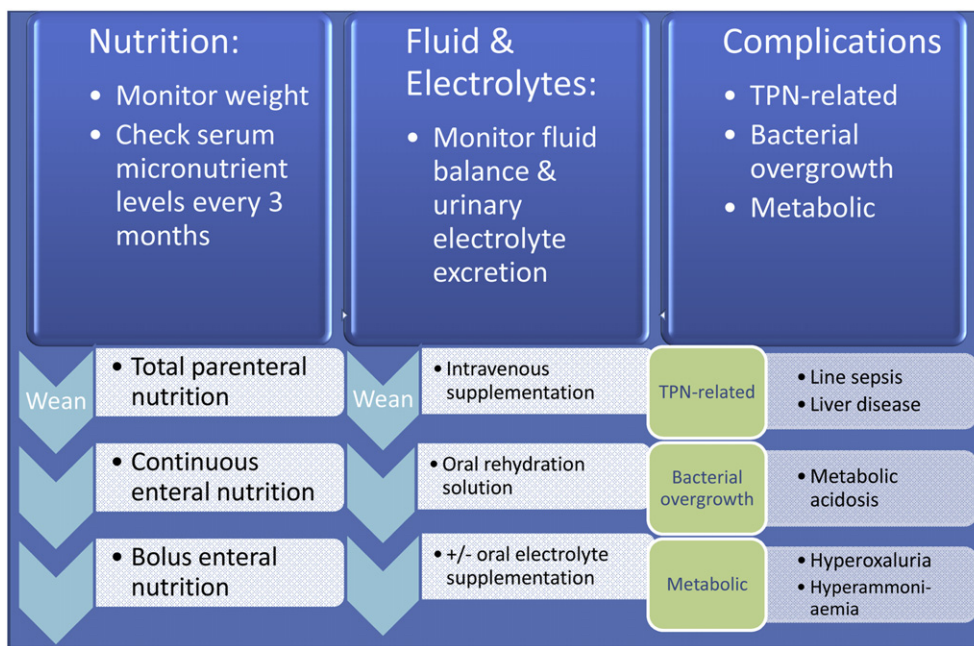 Nutrition:
• Monitor weight
• Check serum
micronutrient
levels every 3
months
Fluid &
Electrolytes:
• Monitor fluid
balance &
urinary
electrolyte
excretion
Complications
• TPN-related
• Bacterial
overgrowth
• Metabolic
Wean
• Total parenteral
nutrition
• Continuous
enteral nutrition
• Bolus enteral
nutrition
Wean
• Intravenous
supplementation
• Oral rehydration
solution
• +/- oral electrolyte
supplementation
TPN-related
• Line sepsis
• Liver disease
Bacterial
overgrowth
• Metabolic
acidosis
Metabolic
• Hyperoxaluria
• Hyperammoni-
aemia